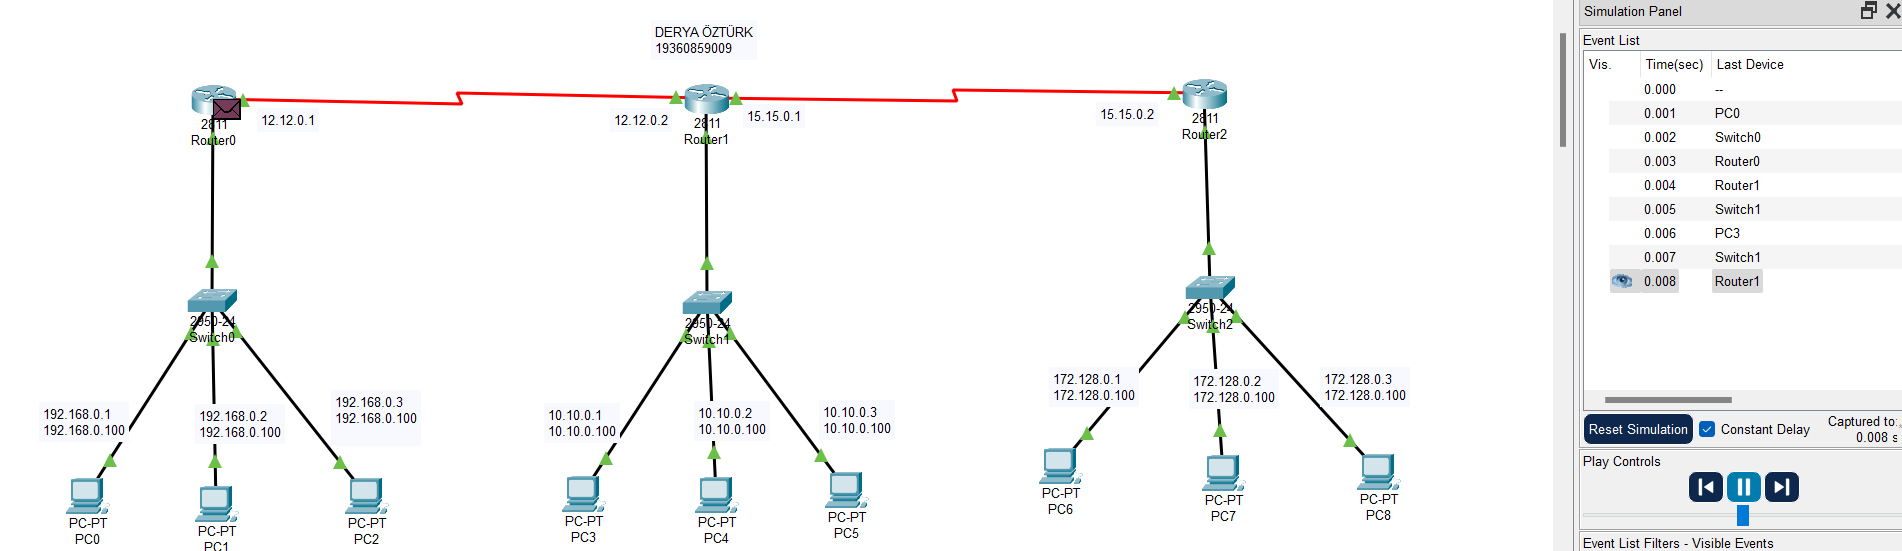 DERYA ÖZTÜRK
19360859009
2811
Router0
12.12.0.1
12.12.0.2
2811
Router1
15.15.0.1
15.15.0.2
2811
Router2
2950-24
Switch0
2950-24
Switch1
2950-24
Switch2
192.168.0.1
192.168.0.100
192.168.0.2
192.168.0.100
192.168.0.3
192.168.0.100
10.10.0.1
10.10.0.100
10.10.0.2
10.10.0.100
10.10.0.3
10.10.0.100
172.128.0.1
172.128.0.100
172.128.0.2
172.128.0.100
172.128.0.3
172.128.0.100
PC-PT
PC0
PC-PT
PC1
PC-PT
PC2
PC-PT
PC3
PC-PT
PC4
PC-PT
PC5
PC-PT
PC6
PC-PT
PC7
PC-PT
PC8
Simulation Panel
Event List
Vis. Time(sec) Last Device
0.000 --
0.001 PC0
0.002 Switch0
0.003 Router0
0.004 Router1
0.005 Switch1
0.006 PC3
0.007 Switch1
0.008 Router1
Reset Simulation Constant Delay
Captured to:
0.008 s
Play Controls
Event List Filters - Visible Events